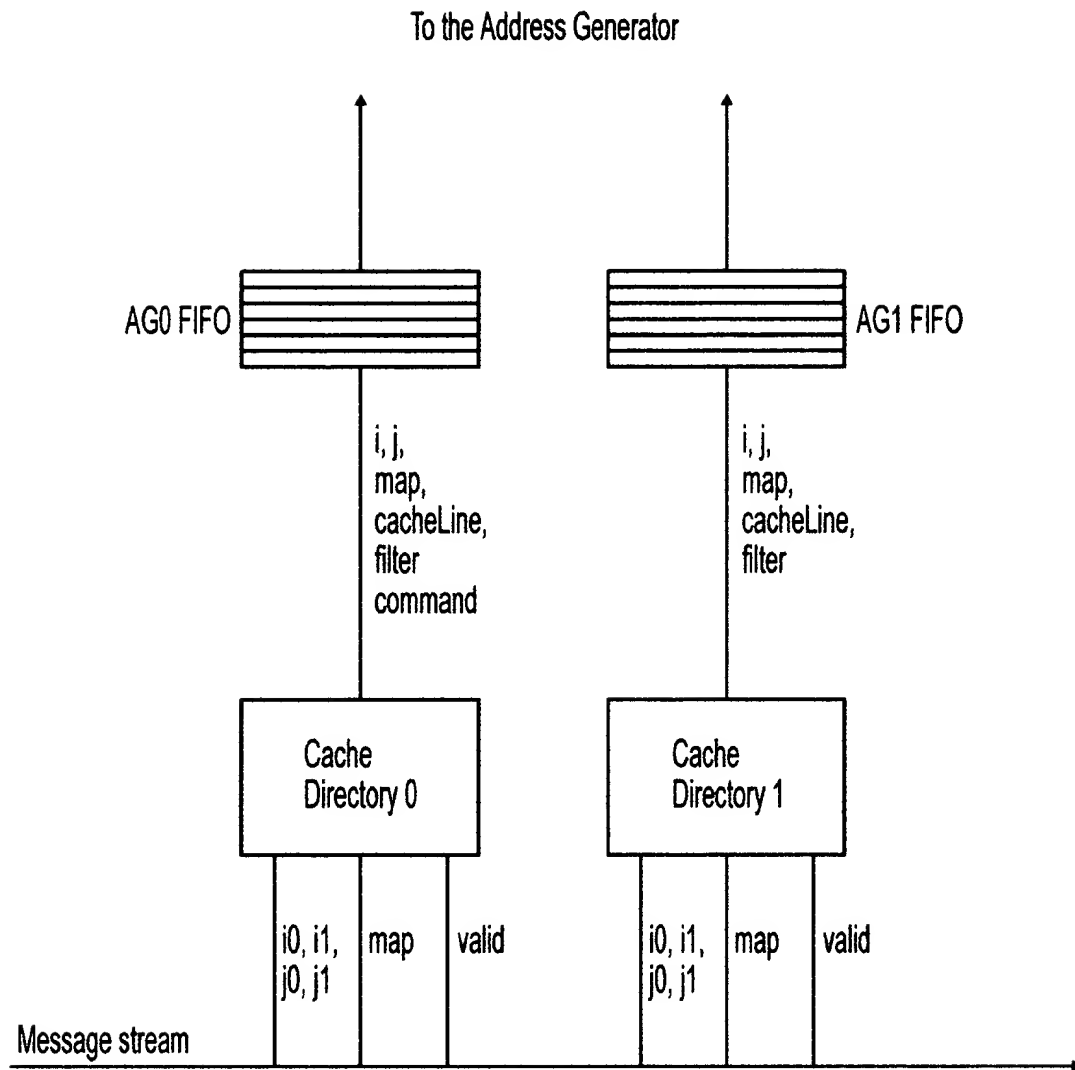 To the Address Generator
AG0 FIFO
AG1 FIFO
i, j,
map,
cacheLine,
filter
command
i, j,
map,
cacheLine,
filter
Cache
Directory 0
Cache
Directory 1
i0, i1,
j0, j1
map
valid
i0, i1,
j0, j1
map
valid
Message stream